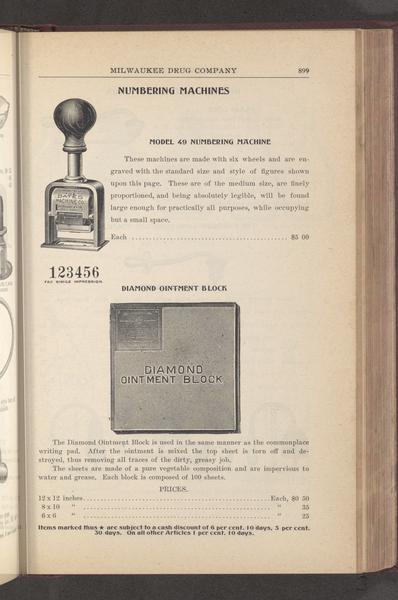 MILWAUKEE DRUG COMPANY 899
NUMBERING MACHINES
MODEL 49 NUMBERING MACHINE
These machines are made with six wheels and are en-
graved with the standard size and style of figures shown
upon this page. These are of the medium size, are finely
proportioned, and being absolutely legible, will be found
large enough for practically all purposes, while occupying
but a small space.
Each ........................................ $5 00
BATES
MACHINE CO.
123456
FAC SIMILE IMPRESSION.
DIAMOND OINTMENT BLOCK
DIAMOND
OINTMENT BLOCK
The Diamond Ointment Block is used in the same manner as the commonplace
writing pad. After the ointment is mixed the top sheet is torn off and de-
stroyed, thus removing all traces of the dirty, greasy job.
The sheets are made of a pure vegetable composition and are impervious to
water and grease. Each block is composed of 100 sheets.
PRICES.
12 x 12 inches ........................................ Each, $0 50
8 x 10 " ........................................ " 35
6 x 6 " ........................................ " 25
Items marked thus ★ are subject to a cash discount of 6 per cent. 10 days, 5 per cent.
30 days. On all other Articles 1 per cent. 10 days.